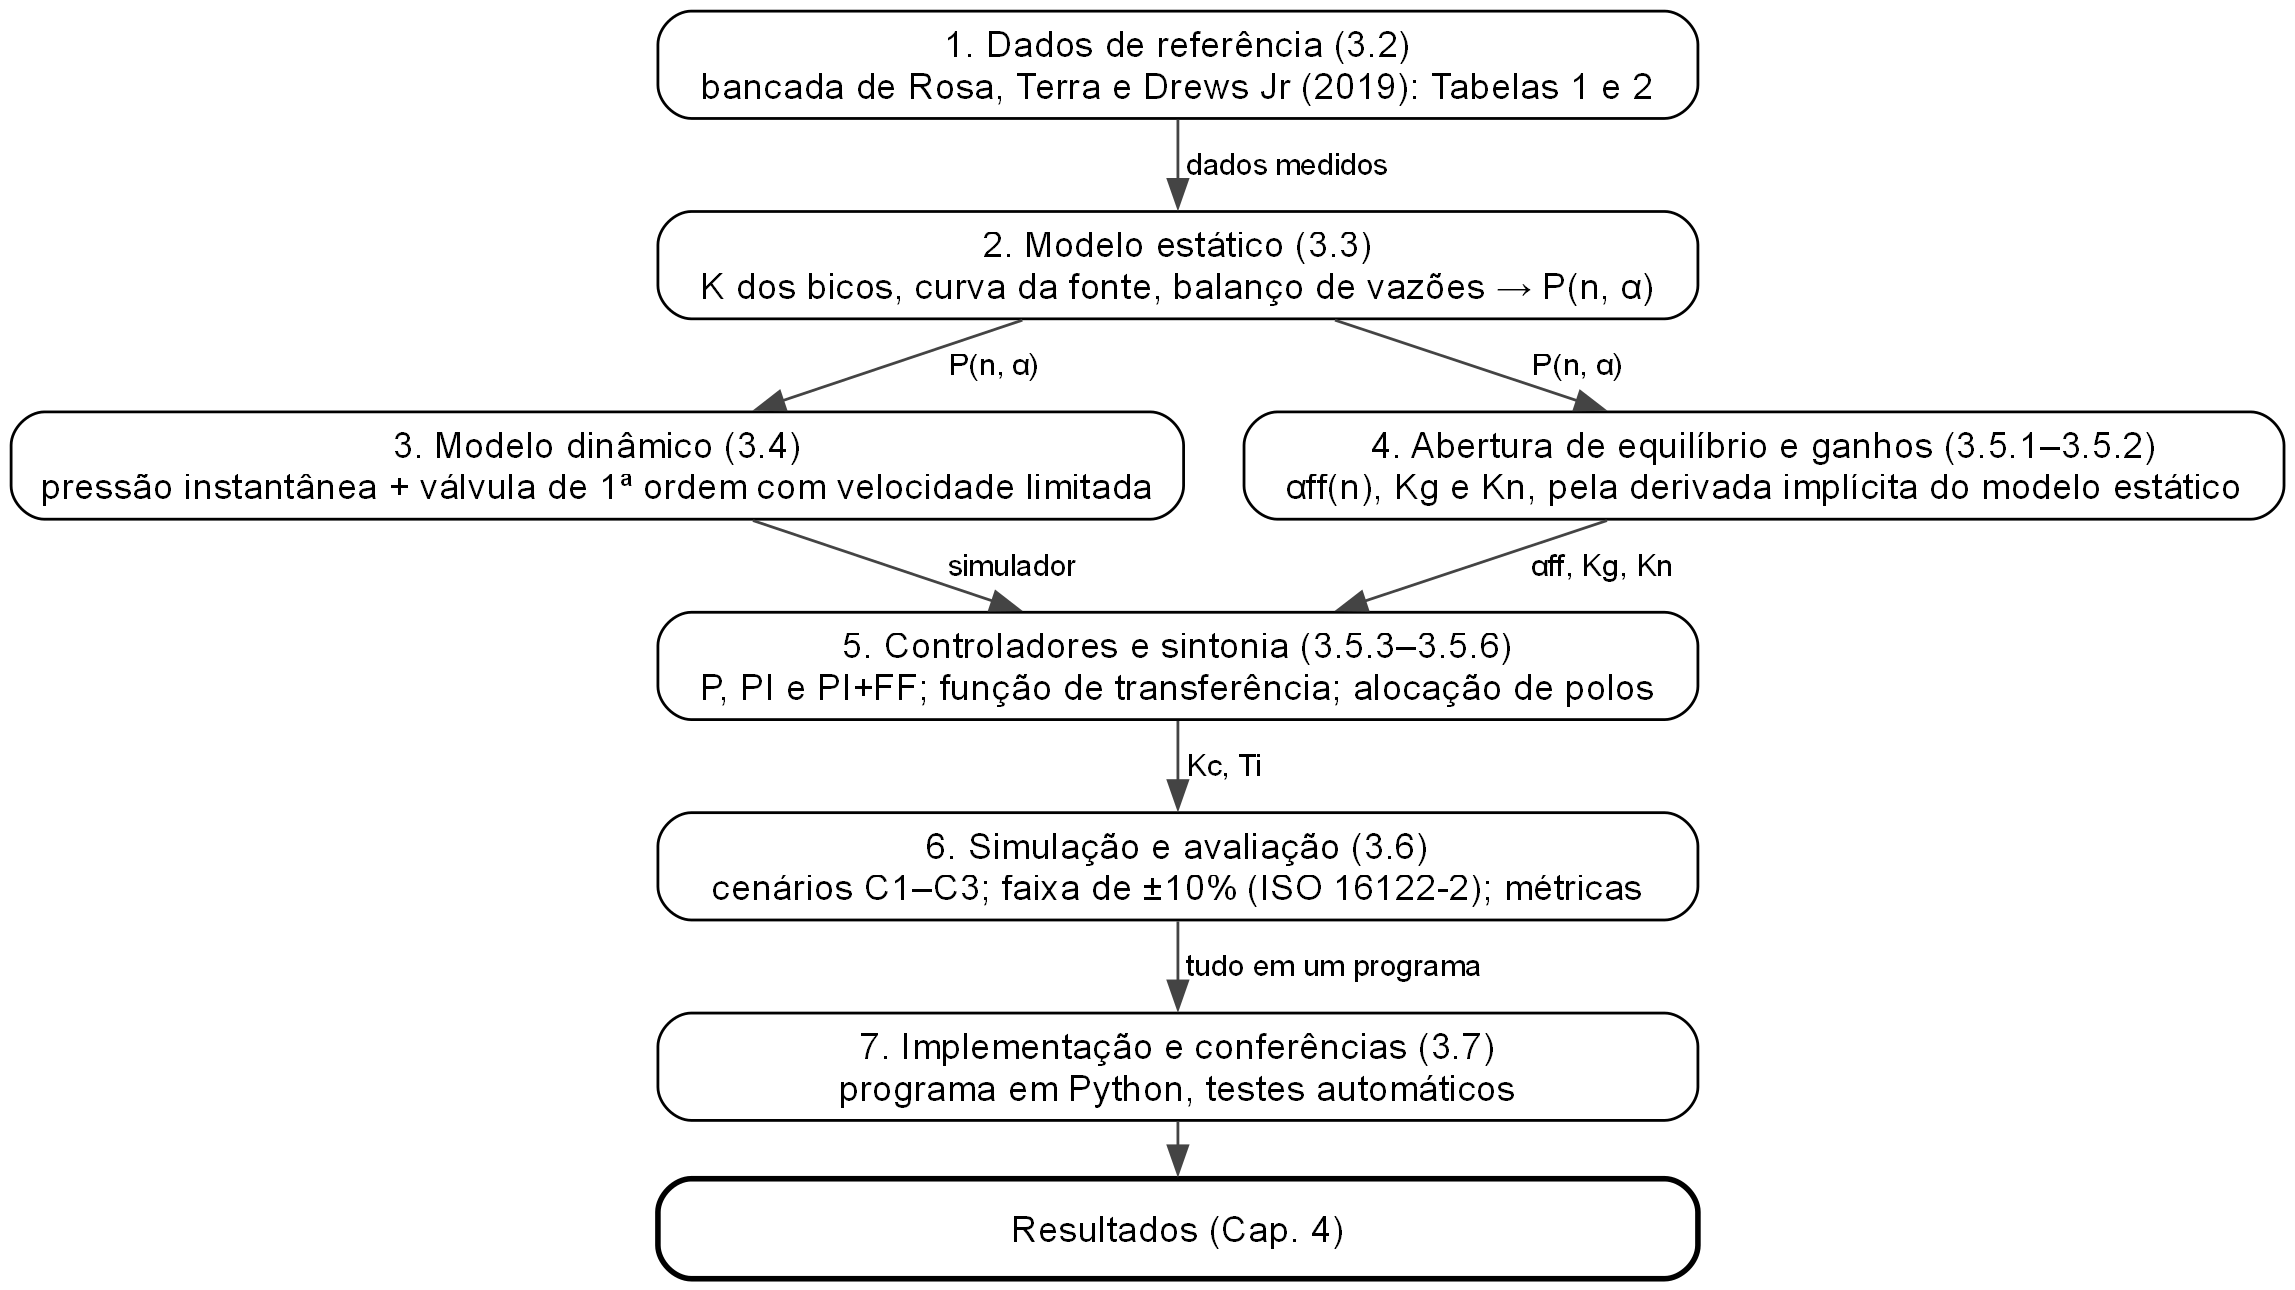 1. Dados de referência (3.2)
bancada de Rosa, Terra e Drews Jr (2019): Tabelas 1 e 2
dados medidos
2. Modelo estático (3.3)
K dos bicos, curva da fonte, balanço de vazões → P(n, α)
P(n, α)
P(n, α)
3. Modelo dinâmico (3.4)
pressão instantânea + válvula de 1ª ordem com velocidade limitada
4. Abertura de equilíbrio e ganhos (3.5.1–3.5.2)
αff(n), Kg e Kn, pela derivada implícita do modelo estático
simulador
αff, Kg, Kn
5. Controladores e sintonia (3.5.3–3.5.6)
P, PI e PI+FF; função de transferência; alocação de polos
Kc, Ti
6. Simulação e avaliação (3.6)
cenários C1–C3; faixa de ±10% (ISO 16122-2); métricas
tudo em um programa
7. Implementação e conferências (3.7)
programa em Python, testes automáticos
Resultados (Cap. 4)